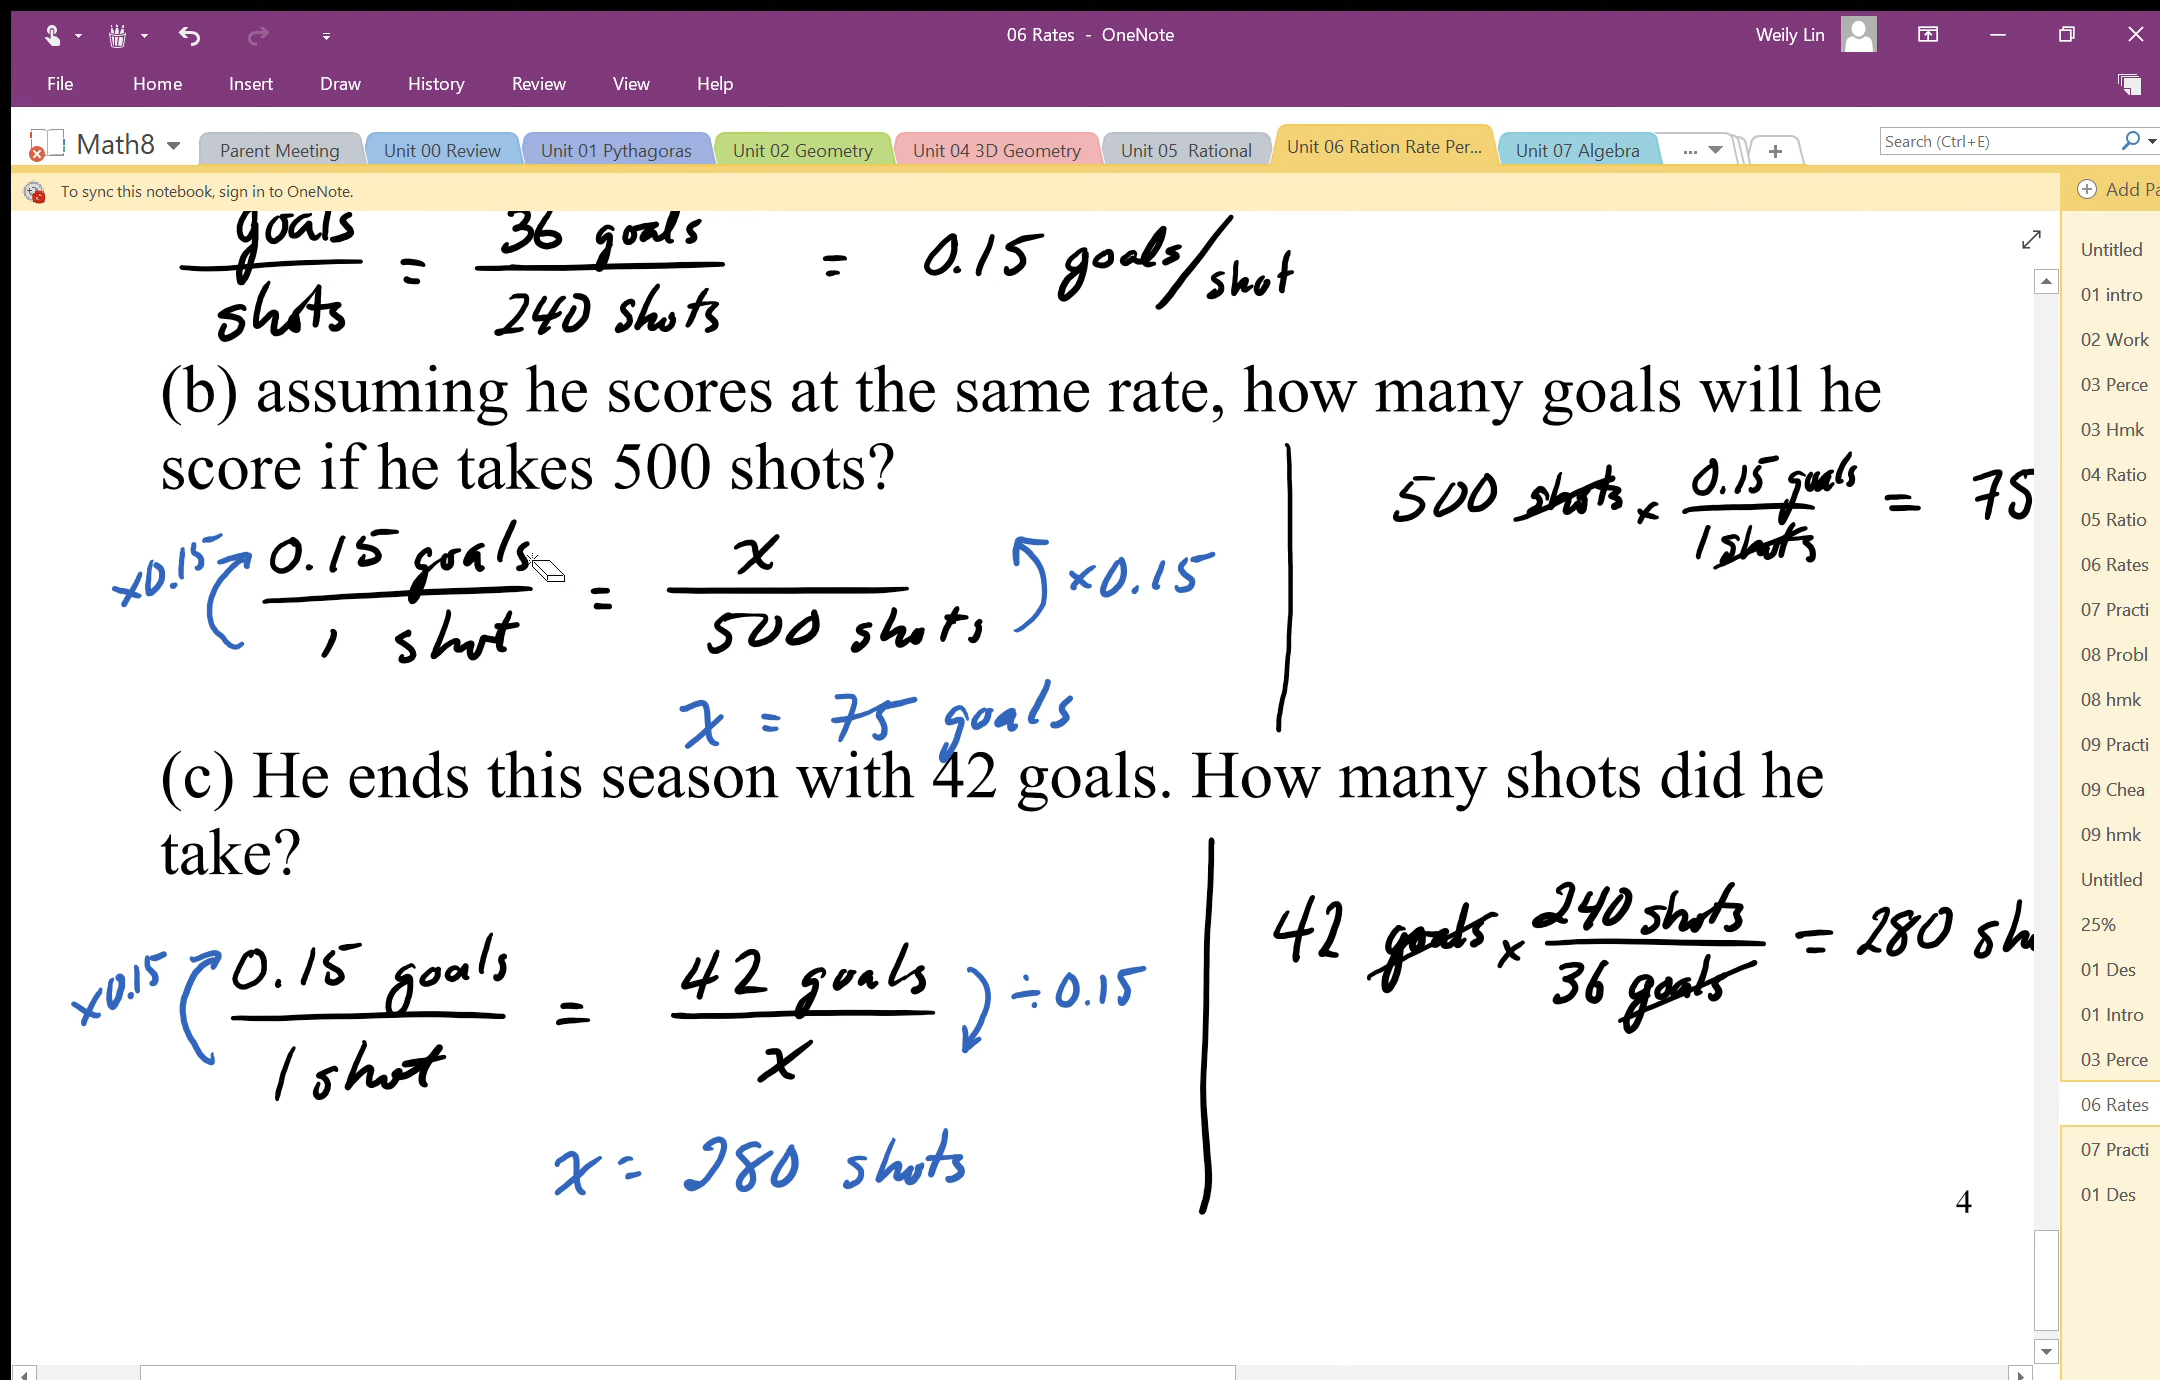 06 Rates - OneNote
Weily Lin
File Home Insert Draw History Review View Help
Math8 Parent Meeting Unit 00 Review Unit 01 Pythagoras Unit 02 Geometry Unit 04 3D Geometry Unit 05 Rational Unit 06 Ration Rate Per... Unit 07 Algebra ... + Search (Ctrl+E)
To sync this notebook, sign in to OneNote.
Add Pa
goals / shots = 36 goals / 240 shots = 0.15 goals/shot
(b) assuming he scores at the same rate, how many goals will he
score if he takes 500 shots?
500 shots × 0.15 goals / 1 shots = 75
×0.15 0.15 goals / 1 shot = x / 500 shots ×0.15
x = 75 goals
(c) He ends this season with 42 goals. How many shots did he
take?
42 goals × 240 shots / 36 goals = 280 sh
×0.15 0.15 goals / 1 shot = 42 goals / x ÷0.15
x = 280 shots
4
Untitled
01 intro
02 Work
03 Perce
03 Hmk
04 Ratio
05 Ratio
06 Rates
07 Practi
08 Probl
08 hmk
09 Practi
09 Chea
09 hmk
Untitled
25%
01 Des
01 Intro
03 Perce
06 Rates
07 Practi
01 Des